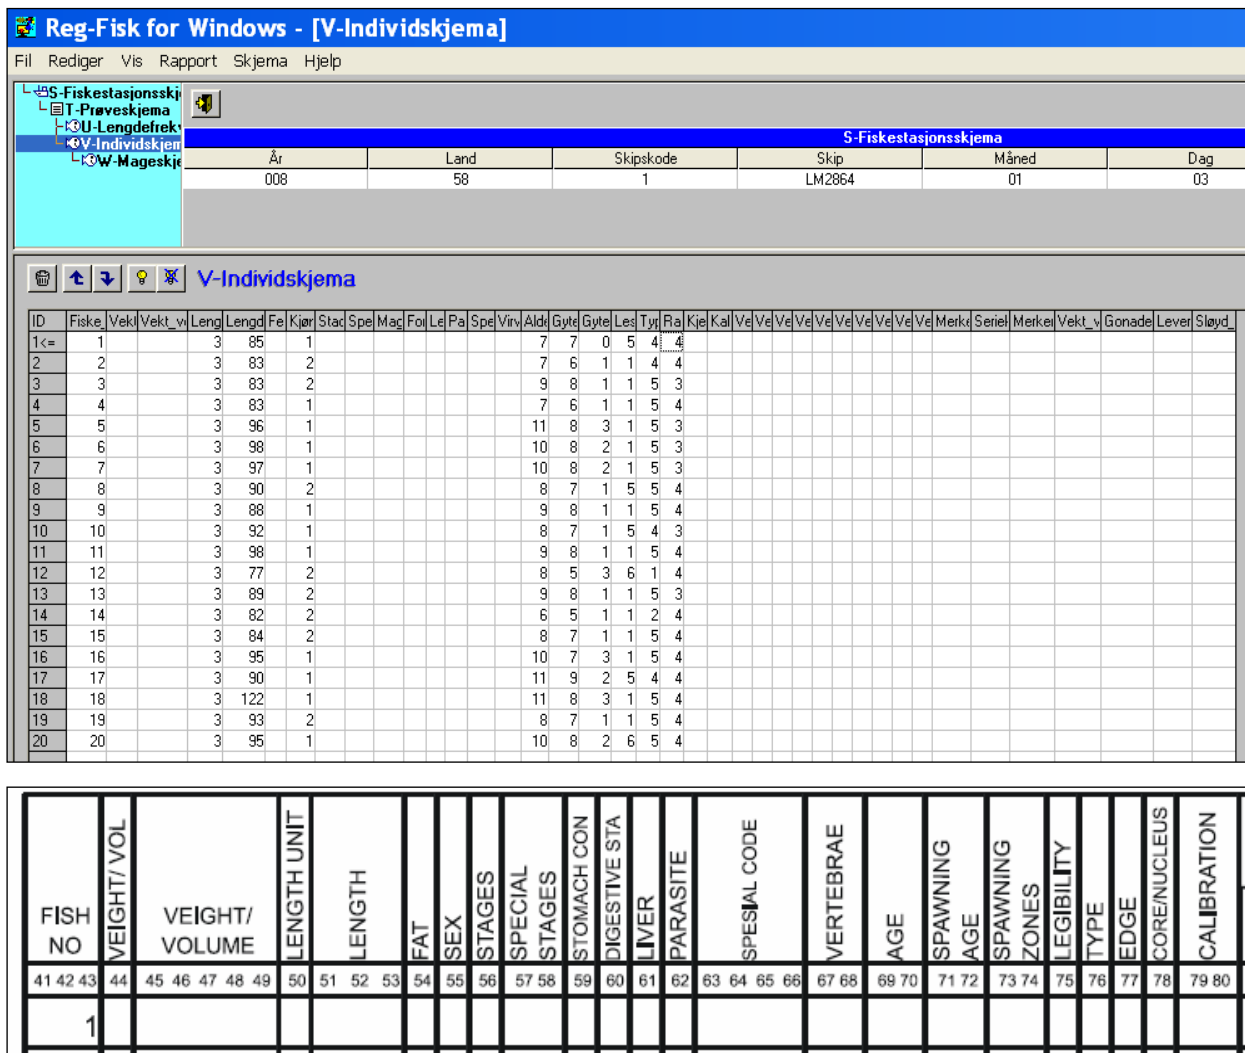 Reg-Fisk for Windows - [V-Individskjema]
Fil Rediger Vis Rapport Skjema Hjelp
S-Fiskestasjonsskj
T-Prøveskjema
U-Lengdefrekv
V-Individskjem
W-Mageskje
S-Fiskestasjonsskjema
År Land Skipskode Skip Måned Dag
008 58 1 LM2864 01 03
V-Individskjema
ID Fiske_ Vekt Vekt_v Leng Lengd Fe Kjør Stad Spe Mag For Le Pa Spe Virv Alde Gyte Gyte Les Typ Ra Kje Kal Ve Ve Ve Ve Ve Ve Ve Ve Ve Ve Merke Seriel Merker Vekt_v Gonade Lever Sløyd_
1<= 1 3 85 1 7 7 0 5 4 4
2 2 3 83 2 7 6 1 1 4 4
3 3 3 83 2 9 8 1 1 5 3
4 4 3 83 1 7 6 1 1 5 4
5 5 3 96 1 11 8 3 1 5 3
6 6 3 98 1 10 8 2 1 5 3
7 7 3 97 1 10 8 2 1 5 3
8 8 3 90 2 8 7 1 5 5 4
9 9 3 88 1 9 8 1 1 5 4
10 10 3 92 1 8 7 1 5 4 3
11 11 3 98 1 9 8 1 1 5 4
12 12 3 77 2 8 5 3 6 1 4
13 13 3 89 2 9 8 1 1 5 3
14 14 3 82 2 6 5 1 1 2 4
15 15 3 84 2 8 7 1 1 5 4
16 16 3 95 1 10 7 3 1 5 4
17 17 3 90 1 11 9 2 5 4 4
18 18 3 122 1 11 8 3 1 5 4
19 19 3 93 2 8 7 1 1 5 4
20 20 3 95 1 10 8 2 6 5 4
FISH NO
VEIGHT/ VOL
VEIGHT/ VOLUME
LENGTH UNIT
LENGTH
FAT
SEX
STAGES
SPECIAL STAGES
STOMACH CON
DIGESTIVE STA
LIVER
PARASITE
SPESIAL CODE
VERTEBRAE
AGE
SPAWNING AGE
SPAWNING ZONES
LEGIBILITY
TYPE
EDGE
CORE/NUCLEUS
CALIBRATION
41 42 43 44 45 46 47 48 49 50 51 52 53 54 55 56 57 58 59 60 61 62 63 64 65 66 67 68 69 70 71 72 73 74 75 76 77 78 79 80
1